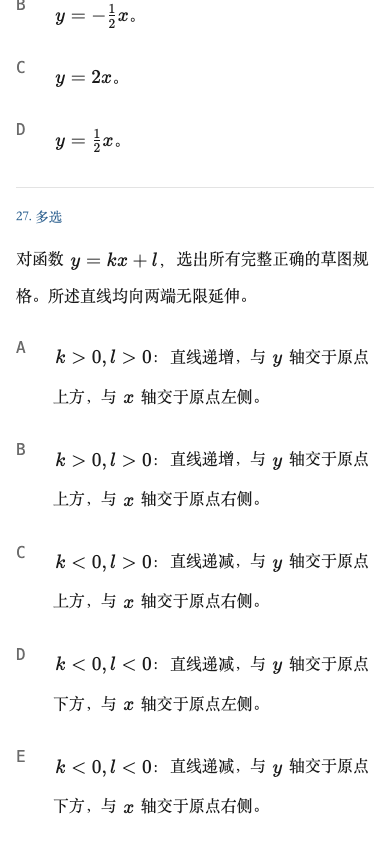 B
y = −1/2 x。
C
y = 2x。
D
y = 1/2 x。
27. 多选
对函数 y = kx + l，选出所有完整正确的草图规
格。所述直线均向两端无限延伸。
A
k > 0, l > 0：直线递增，与 y 轴交于原点
上方，与 x 轴交于原点左侧。
B
k > 0, l > 0：直线递增，与 y 轴交于原点
上方，与 x 轴交于原点右侧。
C
k < 0, l > 0：直线递减，与 y 轴交于原点
上方，与 x 轴交于原点右侧。
D
k < 0, l < 0：直线递减，与 y 轴交于原点
下方，与 x 轴交于原点左侧。
E
k < 0, l < 0：直线递减，与 y 轴交于原点
下方，与 x 轴交于原点右侧。